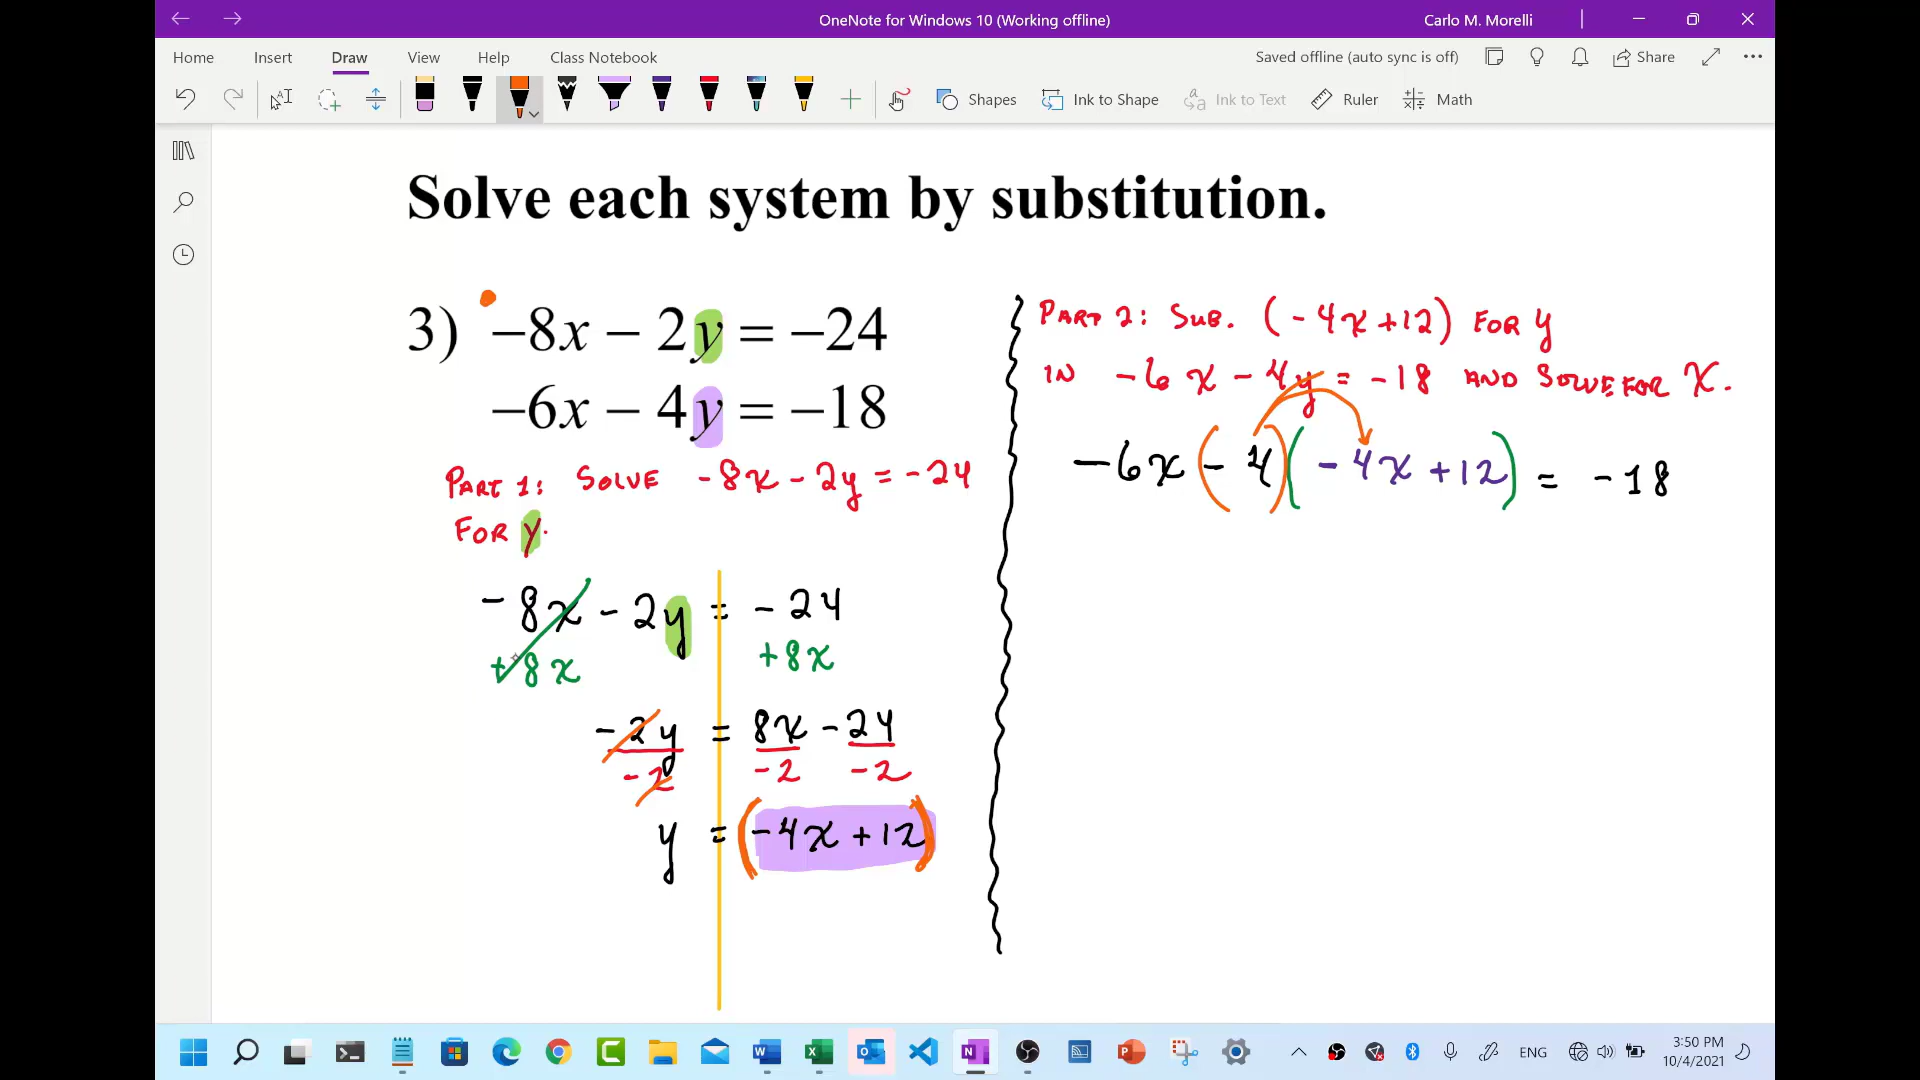 OneNote for Windows 10 (Working offline)
Carlo M. Morelli
Home Insert Draw View Help Class Notebook
Saved offline (auto sync is off)
Share
Shapes Ink to Shape Ink to Text Ruler Math
Solve each system by substitution.
3) −8x − 2y = −24
−6x − 4y = −18
PART 1: SOLVE -8x - 2y = -24
FOR y.
-8x - 2y = -24
+8x +8x
-2y = 8x - 24
-2 -2 -2
y = (-4x + 12)
PART 2: SUB. (-4x+12) FOR y
IN -6x - 4y = -18 AND SOLVE FOR x.
-6x (-4)(-4x + 12) = -18
ENG
3:50 PM
10/4/2021